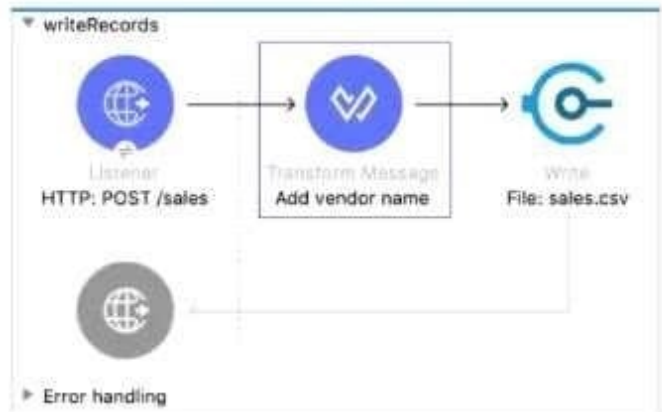 writeRecords
Listener
Transform Message
Write
HTTP: POST /sales
Add vendor name
File: sales.csv
Error handling